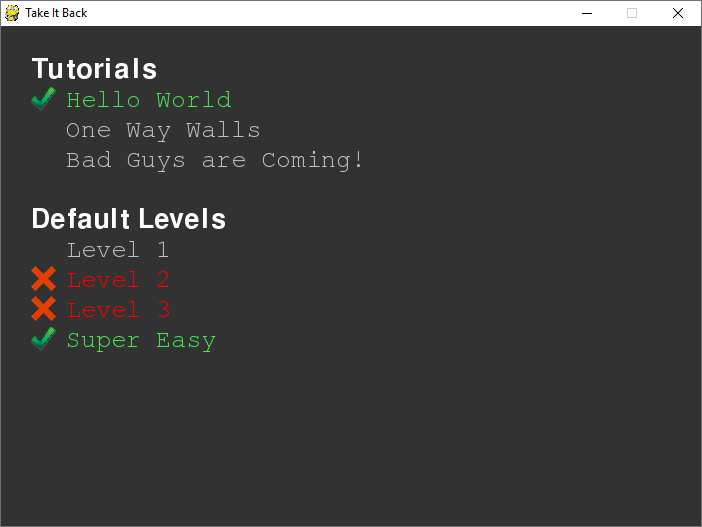 Take It Back
Tutorials
Hello World
One Way Walls
Bad Guys are Coming!
Default Levels
Level 1
Level 2
Level 3
Super Easy